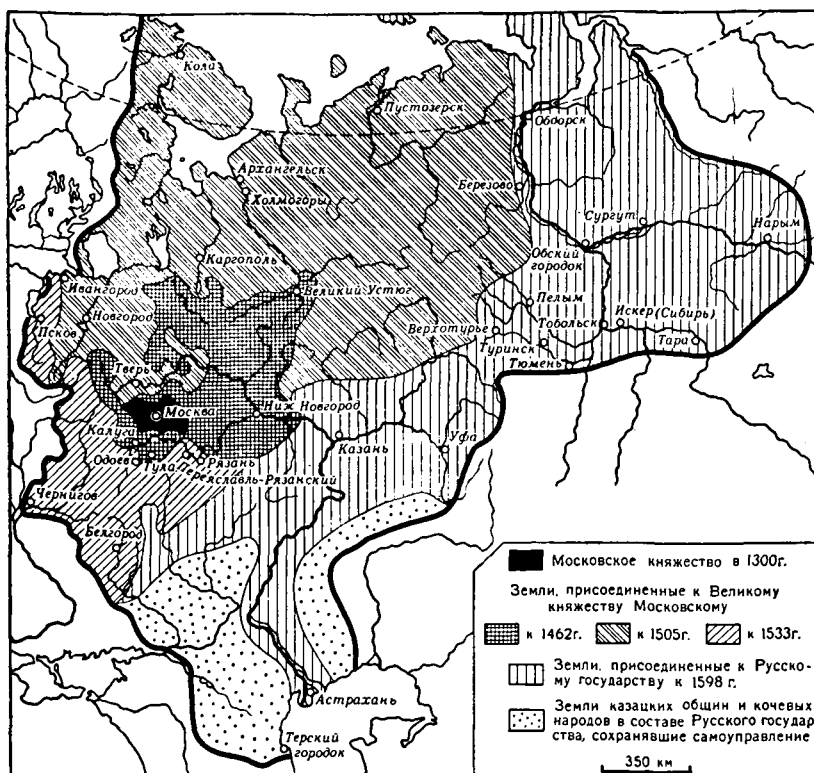 Кола
Пустозерск
Обдорск
Архангельск
Холмогоры
Березово
Сургут
Нарым
Каргополь
Обский
городок
Ивангород
Великий Устюг
Пелым
Псков
Новгород
Искер (Сибирь)
Верхотурье
Тобольск
Туринск
Тара
Тверь
Тюмень
Москва
Ниж Новгород
Калуга
Казань
Уфа
Одоев
Тула
Рязань
Переяславль-Рязанский
Чернигов
Белгород
Астрахань
Терский
городок
Московское княжество в 1300г.
Земли, присоединенные к Великому
княжеству Московскому
к 1462г.
к 1505г.
к 1533г.
Земли, присоединенные к Русско-
му государству к 1598 г.
Земли казацких общин и кочевых
народов в составе Русского государ-
ства, сохранявшие самоуправление
350 км